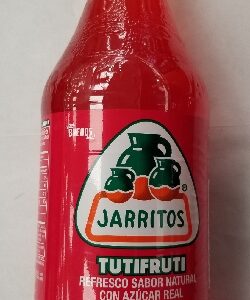 JARRITOS
®
TUTIFRUTI
REFRESCO SABOR NATURAL
CON AZÚCAR REAL